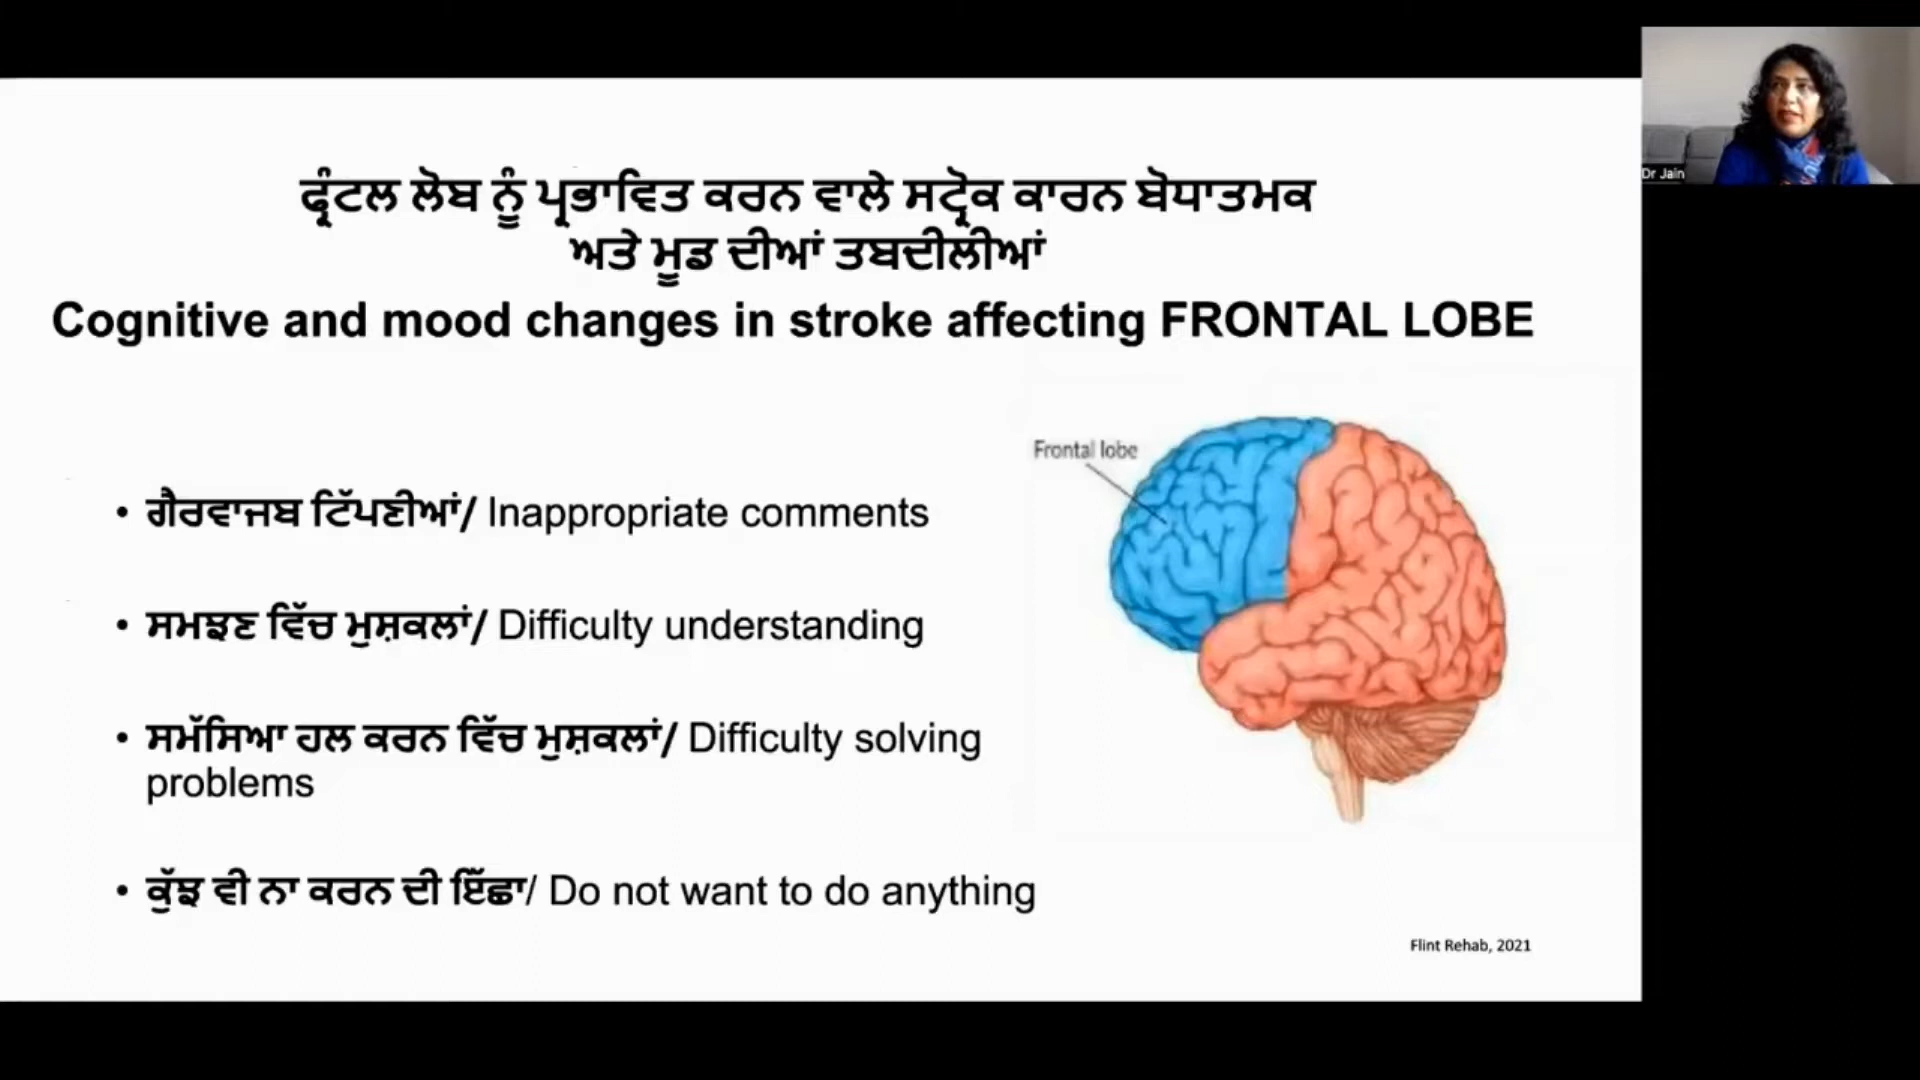 ਫ੍ਰੰਟਲ ਲੋਬ ਨੂੰ ਪ੍ਰਭਾਵਿਤ ਕਰਨ ਵਾਲੇ ਸਟ੍ਰੋਕ ਕਾਰਨ ਬੋਧਾਤਮਕ
ਅਤੇ ਮੂਡ ਦੀਆਂ ਤਬਦੀਲੀਆਂ
Cognitive and mood changes in stroke affecting FRONTAL LOBE
Frontal lobe
• ਗੈਰਵਾਜਬ ਟਿੱਪਣੀਆਂ/ Inappropriate comments
• ਸਮਝਣ ਵਿੱਚ ਮੁਸ਼ਕਲਾਂ/ Difficulty understanding
• ਸਮੱਸਿਆ ਹਲ ਕਰਨ ਵਿੱਚ ਮੁਸ਼ਕਲਾਂ/ Difficulty solving
problems
• ਕੁੱਝ ਵੀ ਨਾ ਕਰਨ ਦੀ ਇੱਛਾ/ Do not want to do anything
Flint Rehab, 2021
Dr Jain